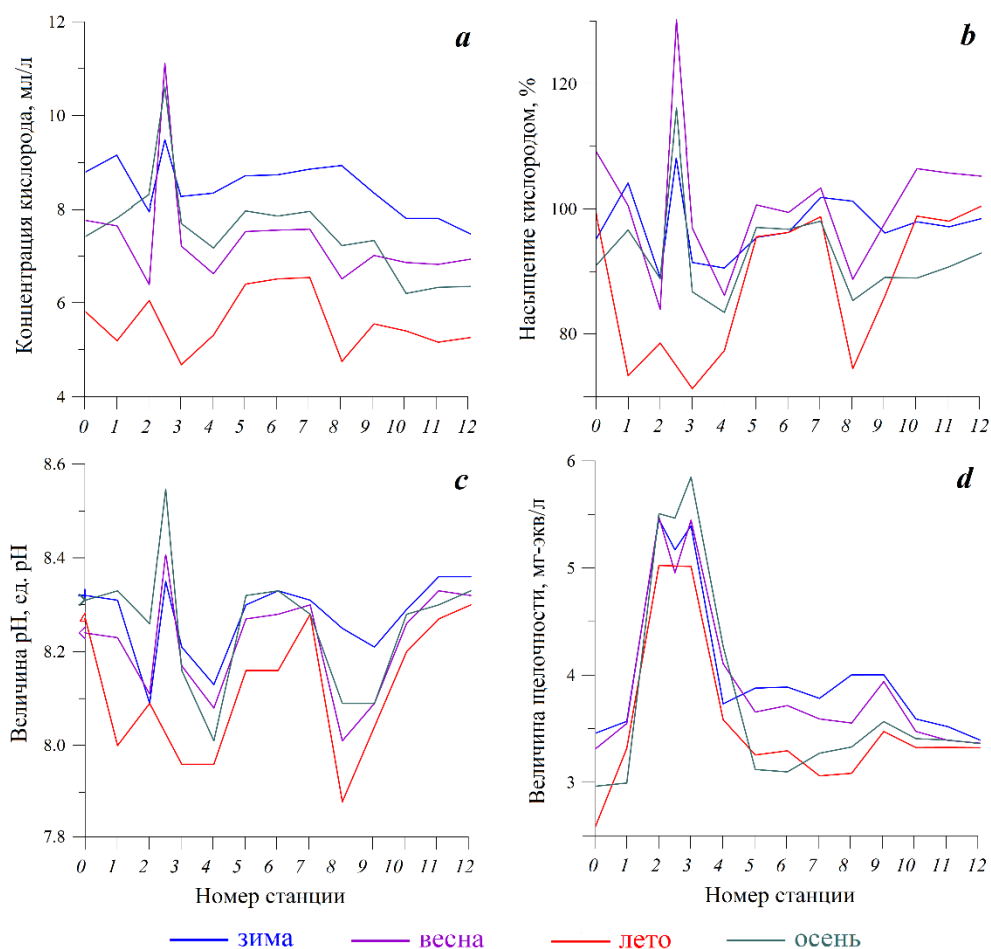 a
Концентрация кислорода, мл/л
12
10
8
6
4
0 1 2 3 4 5 6 7 8 9 10 11 12
b
Насыщение кислородом, %
120
100
80
0 1 2 3 4 5 6 7 8 9 10 11 12
c
Величина pH, ед. pH
8.6
8.4
8.2
8.0
7.8
0 1 2 3 4 5 6 7 8 9 10 11 12
Номер станции
d
Величина щелочности, мг-экв/л
6
5
4
3
0 1 2 3 4 5 6 7 8 9 10 11 12
Номер станции
зима весна лето осень